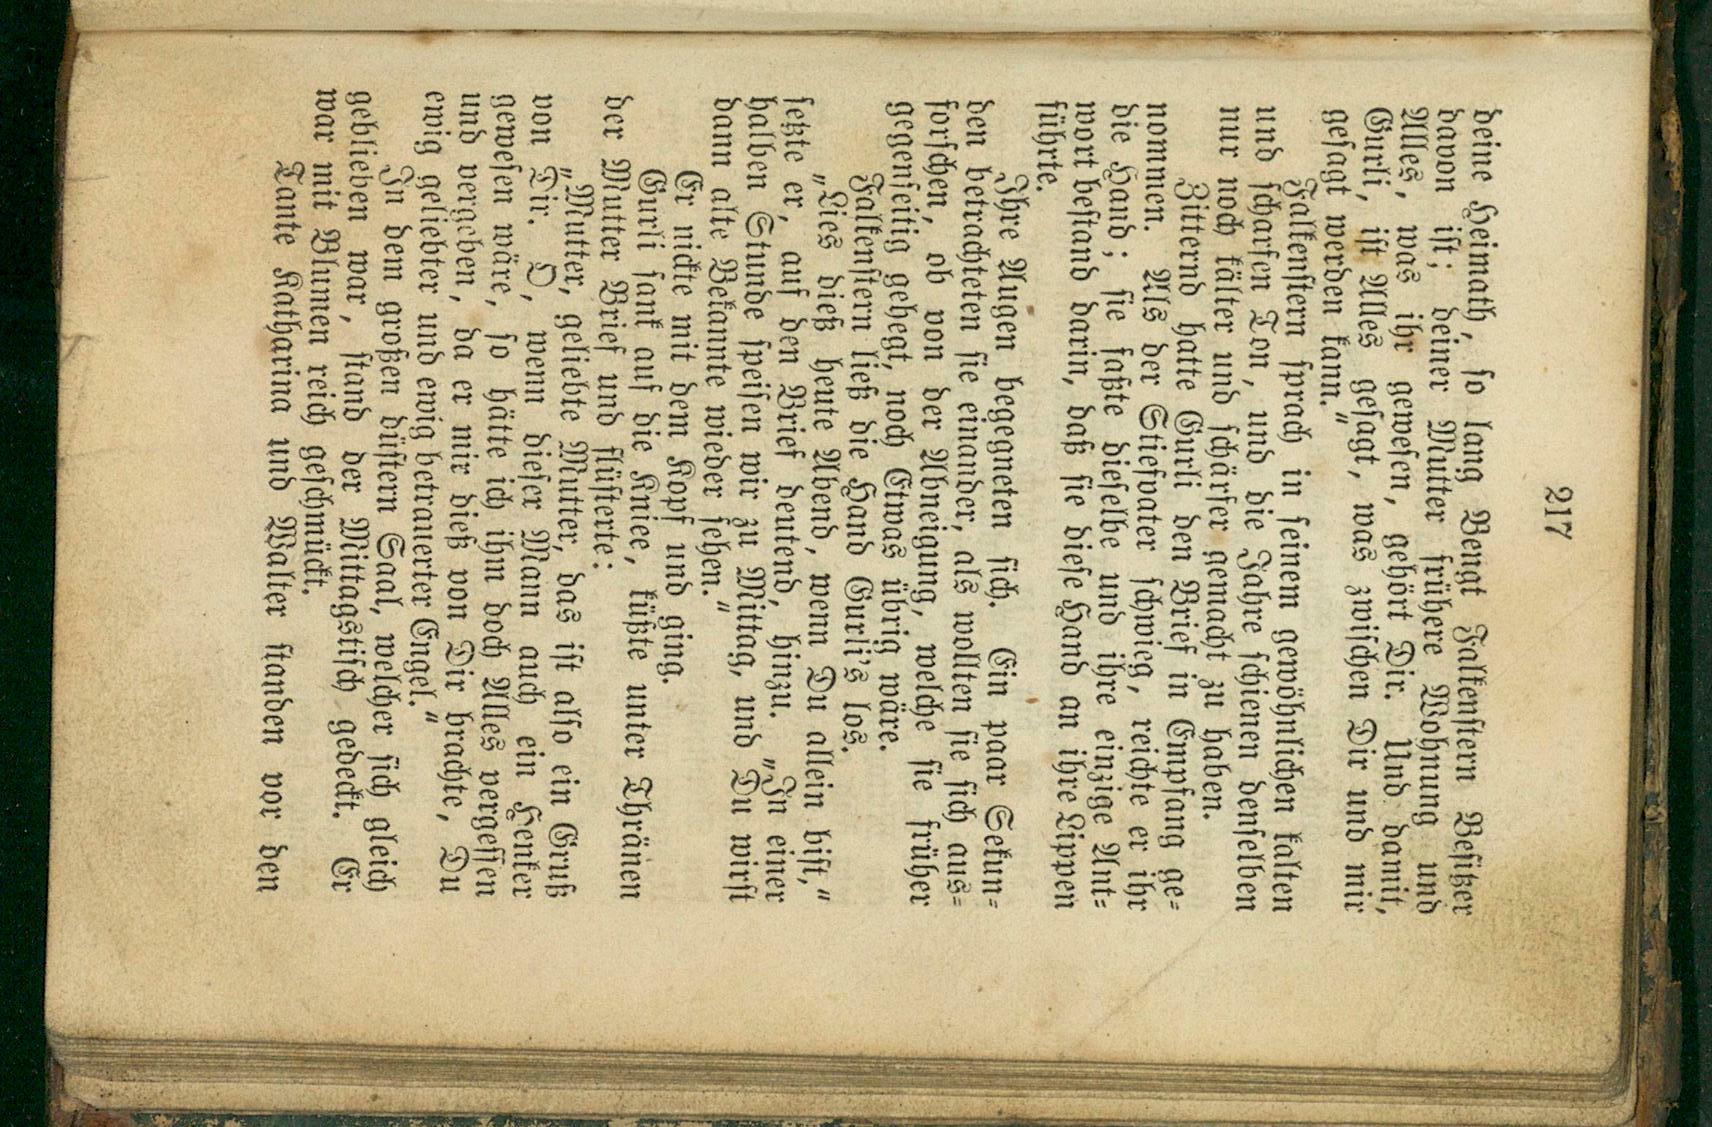 217
deine Heimath, so lang Bengt Falkenstern Besitzer
davon ist; deiner Mutter frühere Wohnung und
Alles, was ihr gewesen, gehört Dir. Und damit,
Gurli, ist Alles gesagt, was zwischen Dir und mir
gesagt werden kann.“
Falkenstern sprach in seinem gewöhnlichen kalten
und scharfen Ton, und die Jahre schienen denselben
nur noch kälter und schärfer gemacht zu haben.
Zitternd hatte Gurli den Brief in Empfang ge-
nommen. Als der Stiefvater schwieg, reichte er ihr
die Hand; sie faßte dieselbe und ihre einzige Ant-
wort bestand darin, daß sie diese Hand an ihre Lippen
führte.
Ihre Augen begegneten sich. Ein paar Sekun-
den betrachteten sie einander, als wollten sie sich aus-
forschen, ob von der Abneigung, welche sie früher
gegenseitig gehegt, noch Etwas übrig wäre.
Falkenstern ließ die Hand Gurli's los.
„Lies dieß heute Abend, wenn Du allein bist,“
setzte er, auf den Brief deutend, hinzu. „In einer
halben Stunde speisen wir zu Mittag, und Du wirst
dann alte Bekannte wieder sehen.“
Er nickte mit dem Kopf und ging.
Gurli sank auf die Kniee, küßte unter Thränen
der Mutter Brief und flüsterte:
„Mutter, geliebte Mutter, das ist also ein Gruß
von Dir. O, wenn dieser Mann auch ein Henker
gewesen wäre, so hätte ich ihm doch Alles vergessen
und vergeben, da er mir dieß von Dir brachte, Du
ewig geliebter und ewig betrauerter Engel.“
In dem großen düstern Saal, welcher sich gleich
geblieben war, stand der Mittagstisch gedeckt. Er
war mit Blumen reich geschmückt.
Tante Katharina und Walter standen vor den